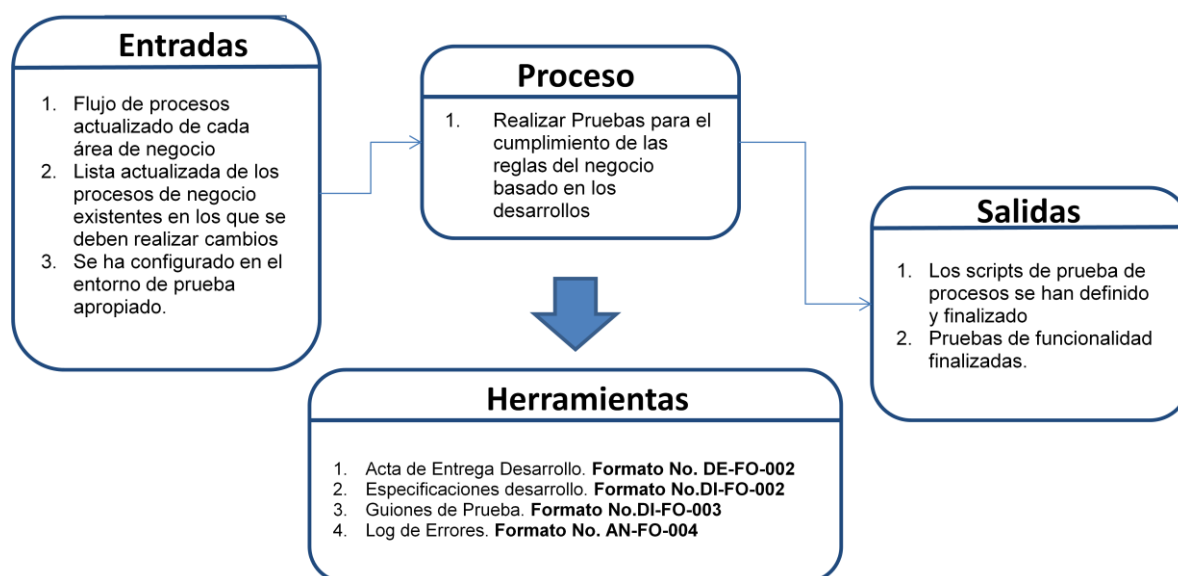 Entradas
1. Flujo de procesos
actualizado de cada
área de negocio
2. Lista actualizada de los
procesos de negocio
existentes en los que se
deben realizar cambios
3. Se ha configurado en el
entorno de prueba
apropiado.
Proceso
1. Realizar Pruebas para el
cumplimiento de las
reglas del negocio
basado en los
desarrollos
Salidas
1. Los scripts de prueba de
procesos se han definido
y finalizado
2. Pruebas de funcionalidad
finalizadas.
Herramientas
1. Acta de Entrega Desarrollo. Formato No. DE-FO-002
2. Especificaciones desarrollo. Formato No.DI-FO-002
3. Guiones de Prueba. Formato No.DI-FO-003
4. Log de Errores. Formato No. AN-FO-004